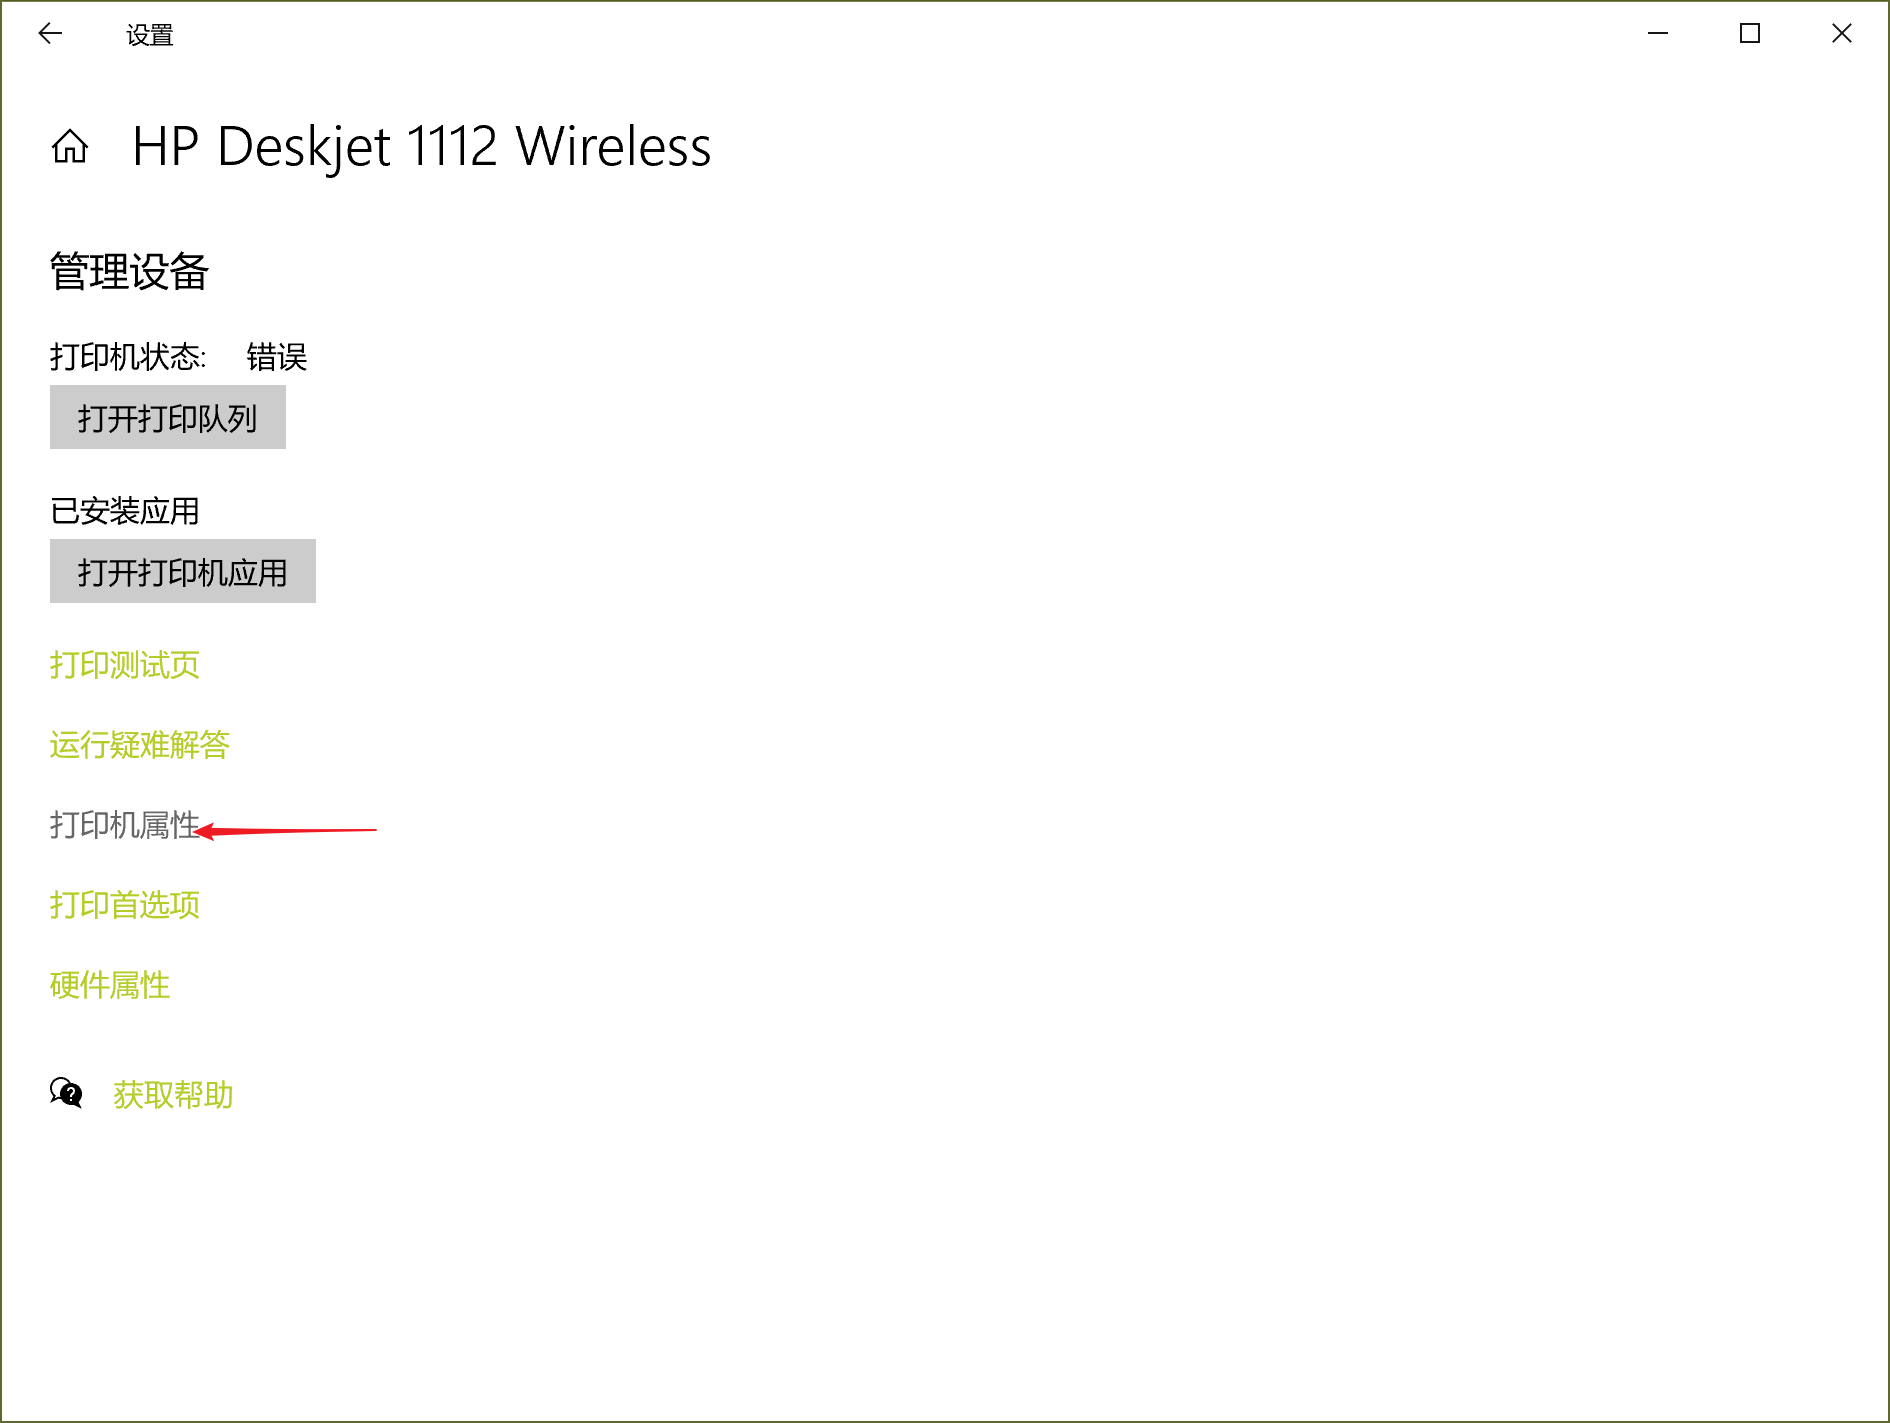 设置
HP Deskjet 1112 Wireless
管理设备
打印机状态: 错误
打开打印队列
已安装应用
打开打印机应用
打印测试页
运行疑难解答
打印机属性
打印首选项
硬件属性
获取帮助